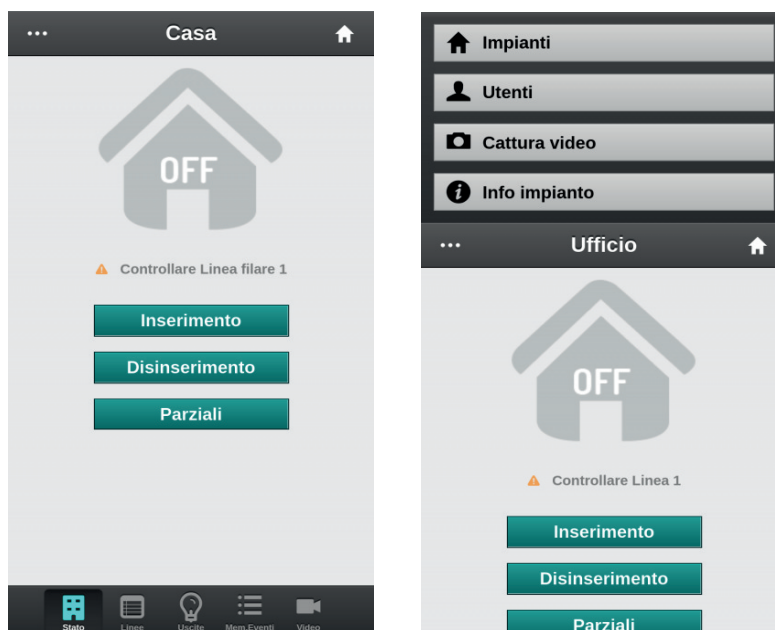 Casa
OFF
Controllare Linea filare 1
Inserimento
Disinserimento
Parziali
Stato
Linee
Uscite
Mem.Eventi
Video
Impianti
Utenti
Cattura video
Info impianto
Ufficio
OFF
Controllare Linea 1
Inserimento
Disinserimento
Parziali